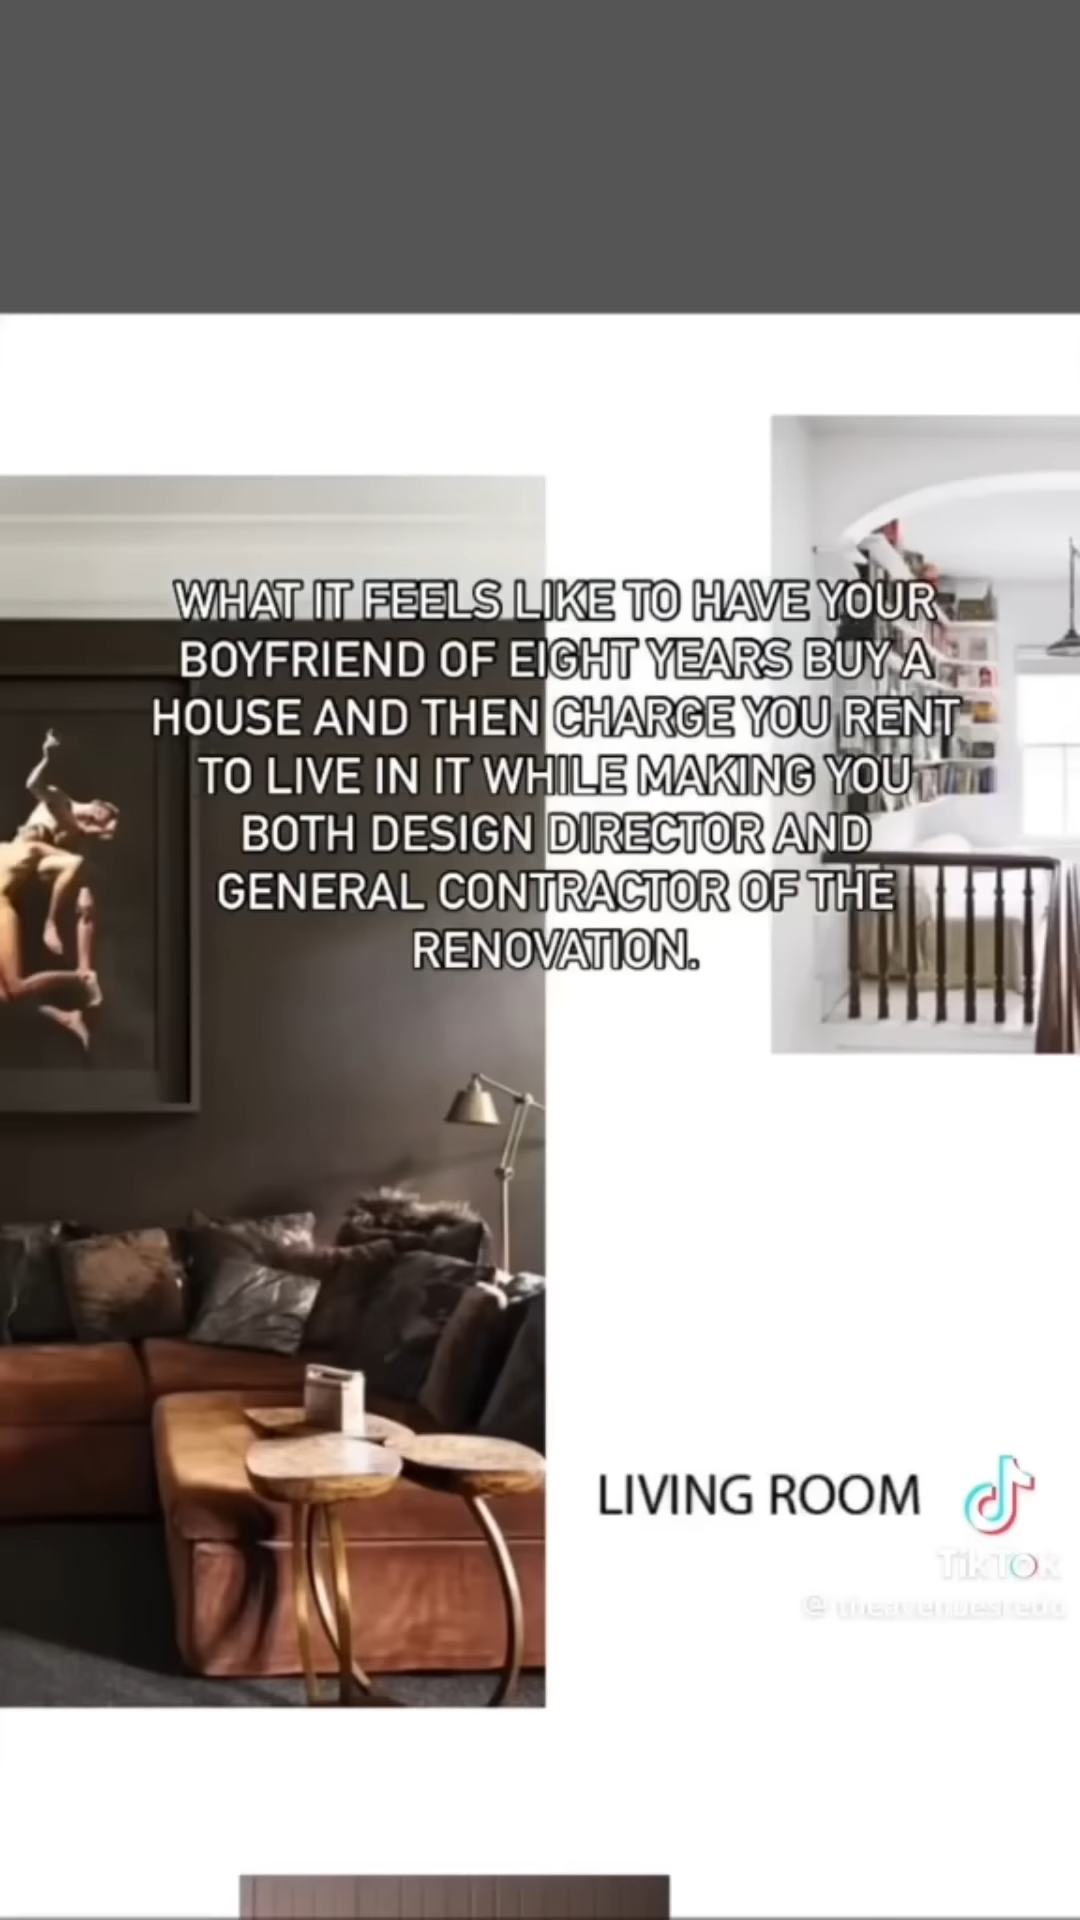 WHAT IT FEELS LIKE TO HAVE YOUR
BOYFRIEND OF EIGHT YEARS BUY A
HOUSE AND THEN CHARGE YOU RENT
TO LIVE IN IT WHILE MAKING YOU
BOTH DESIGN DIRECTOR AND
GENERAL CONTRACTOR OF THE
RENOVATION.
LIVING ROOM
TikTok
@